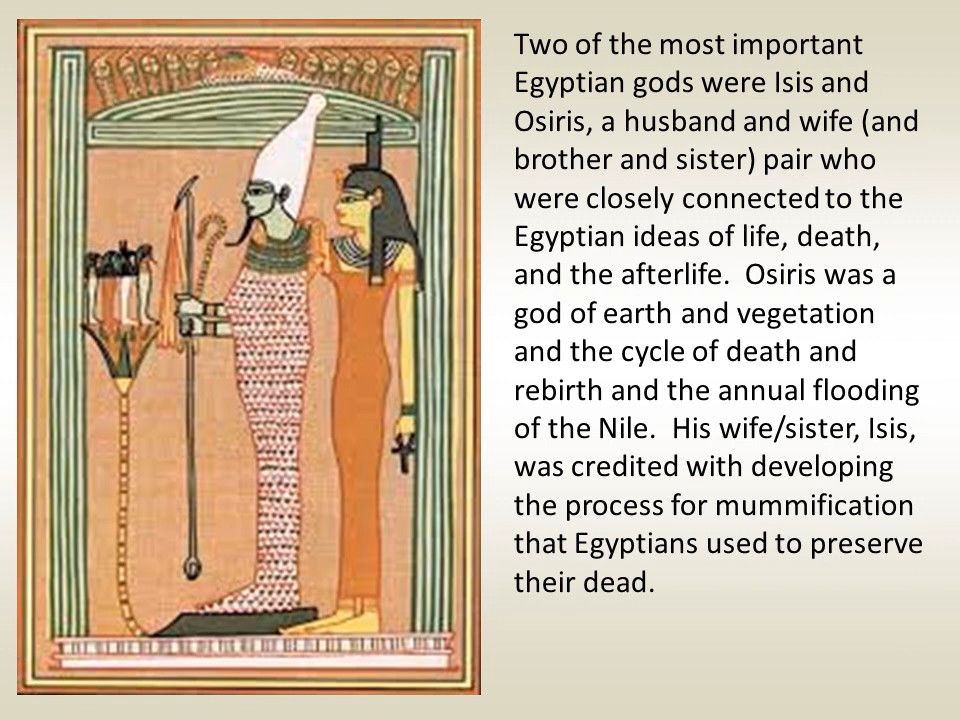 Two of the most important
Egyptian gods were Isis and
Osiris, a husband and wife (and
brother and sister) pair who
were closely connected to the
Egyptian ideas of life, death,
and the afterlife.  Osiris was a
god of earth and vegetation
and the cycle of death and
rebirth and the annual flooding
of the Nile.  His wife/sister, Isis,
was credited with developing
the process for mummification
that Egyptians used to preserve
their dead.